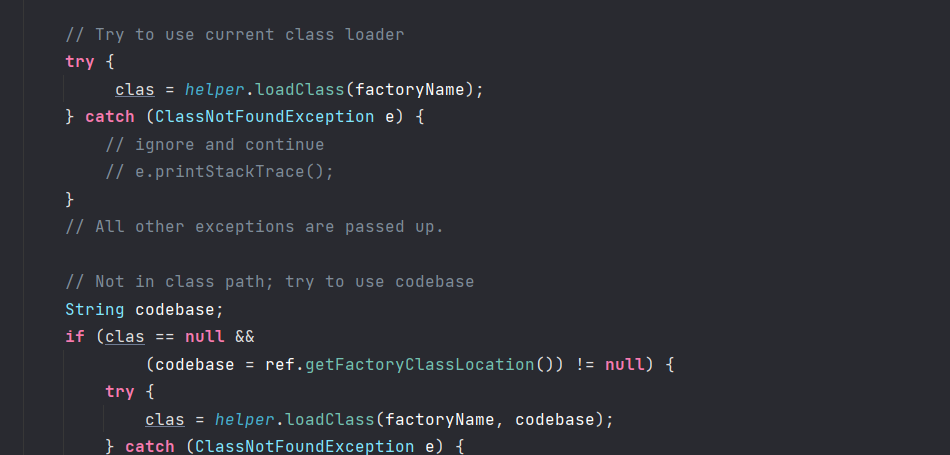 // Try to use current class loader
try {
     clas = helper.loadClass(factoryName);
} catch (ClassNotFoundException e) {
    // ignore and continue
    // e.printStackTrace();
}
// All other exceptions are passed up.

// Not in class path; try to use codebase
String codebase;
if (clas == null &&
        (codebase = ref.getFactoryClassLocation()) != null) {
    try {
        clas = helper.loadClass(factoryName, codebase);
    } catch (ClassNotFoundException e) {